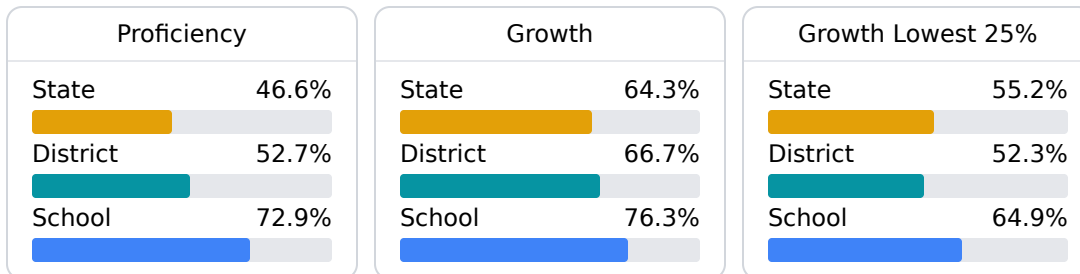 Proficiency
State 46.6%
District 52.7%
School 72.9%
Growth
State 64.3%
District 66.7%
School 76.3%
Growth Lowest 25%
State 55.2%
District 52.3%
School 64.9%